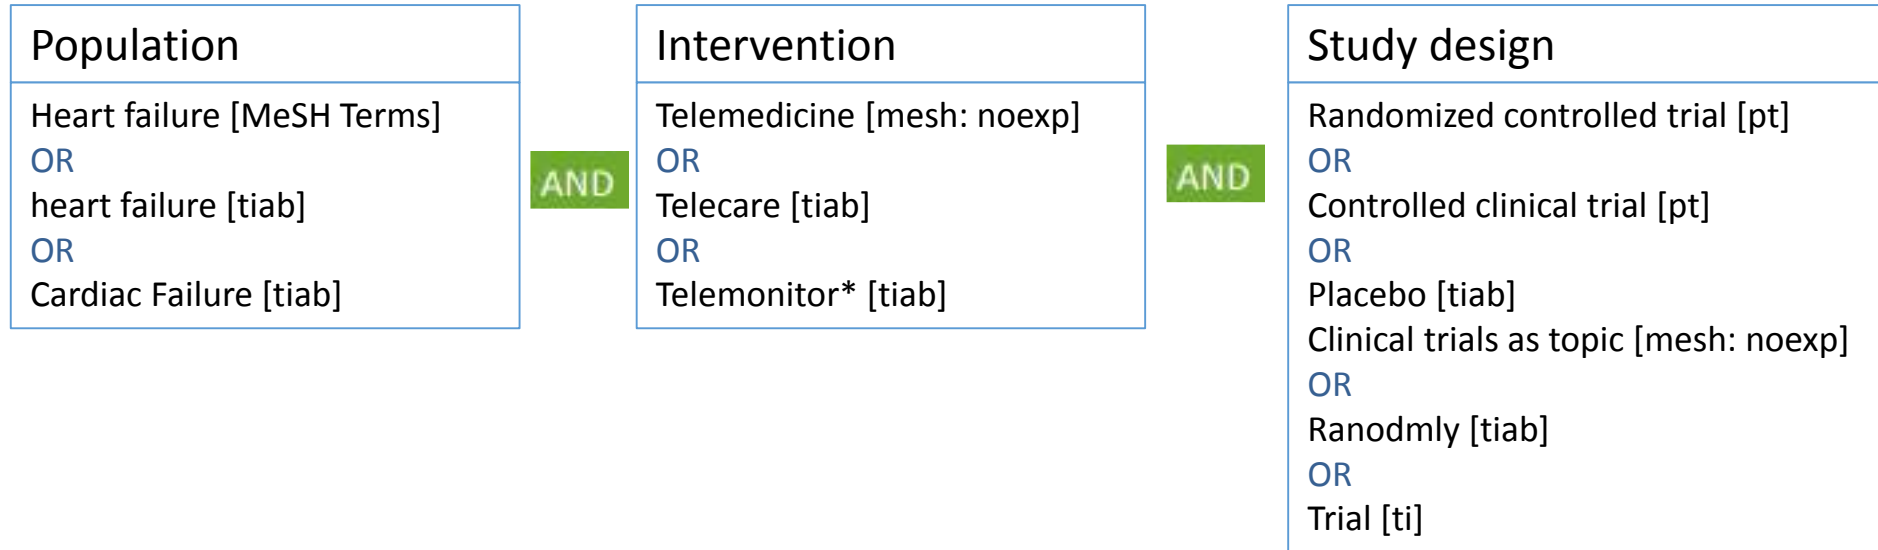 Population
Heart failure [MeSH Terms]
OR
heart failure [tiab]
OR
Cardiac Failure [tiab]
AND
Intervention
Telemedicine [mesh: noexp]
OR
Telecare [tiab]
OR
Telemonitor* [tiab]
AND
Study design
Randomized controlled trial [pt]
OR
Controlled clinical trial [pt]
OR
Placebo [tiab]
Clinical trials as topic [mesh: noexp]
OR
Ranodmly [tiab]
OR
Trial [ti]